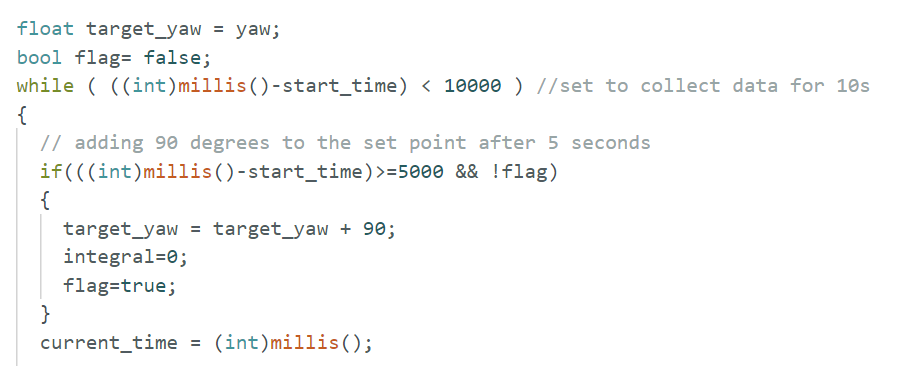 float target_yaw = yaw;
bool flag= false;
while ( ((int)millis()-start_time) < 10000 ) //set to collect data for 10s
{
// adding 90 degrees to the set point after 5 seconds
if(((int)millis()-start_time)>=5000 && !flag)
{
target_yaw = target_yaw + 90;
integral=0;
flag=true;
}
current_time = (int)millis();